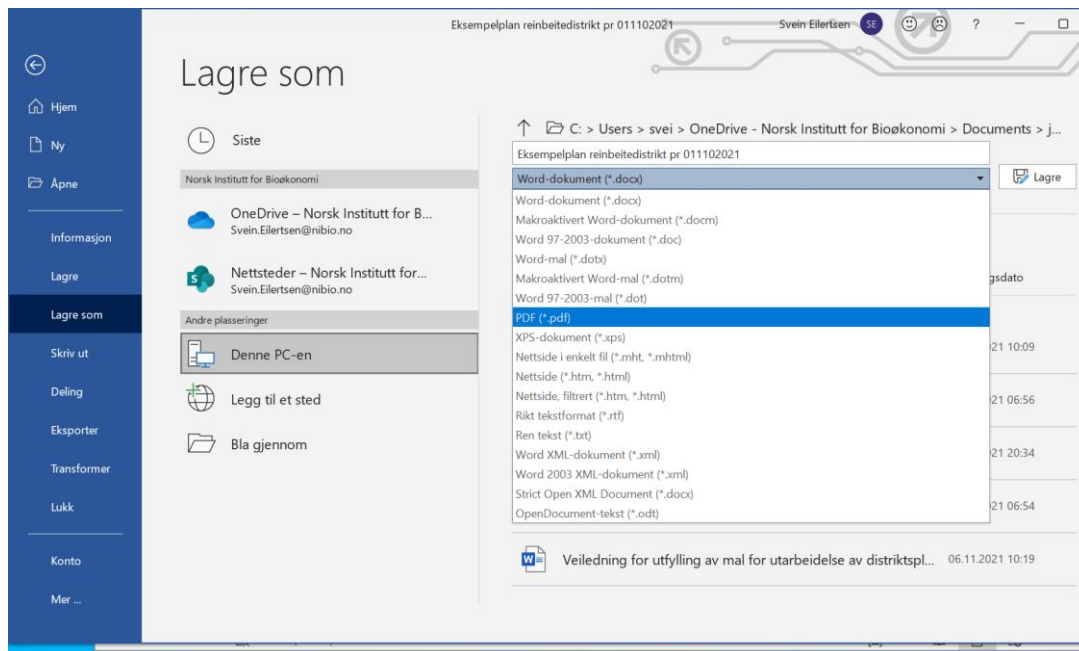 Eksempelplan reinbeitedistrikt pr 011102021
Svein Eilertsen
SE
?
Lagre som
Hjem
Ny
Åpne
Informasjon
Lagre
Lagre som
Skriv ut
Deling
Eksporter
Transformer
Lukk
Konto
Mer ...
Siste
Norsk Institutt for Bioøkonomi
OneDrive – Norsk Institutt for B...
Svein.Eilertsen@nibio.no
Nettsteder – Norsk Institutt for...
Svein.Eilertsen@nibio.no
Andre plasseringer
Denne PC-en
Legg til et sted
Bla gjennom
C: > Users > svei > OneDrive - Norsk Institutt for Bioøkonomi > Documents > j...
Eksempelplan reinbeitedistrikt pr 011102021
Word-dokument (*.docx)
Lagre
Word-dokument (*.docx)
Makroaktivert Word-dokument (*.docm)
Word 97-2003-dokument (*.doc)
Word-mal (*.dotx)
Makroaktivert Word-mal (*.dotm)
gsdato
Word 97-2003-mal (*.dot)
PDF (*.pdf)
XPS-dokument (*.xps)
Nettside i enkelt fil (*.mht, *.mhtml)
21 10:09
Nettside (*.htm, *.html)
Nettside, filtrert (*.htm, *.html)
21 06:56
Rikt tekstformat (*.rtf)
Ren tekst (*.txt)
Word XML-dokument (*.xml)
21 20:34
Word 2003 XML-dokument (*.xml)
Strict Open XML Document (*.docx)
21 06:54
OpenDocument-tekst (*.odt)
Veiledning for utfylling av mal for utarbeidelse av distriktspl... 06.11.2021 10:19